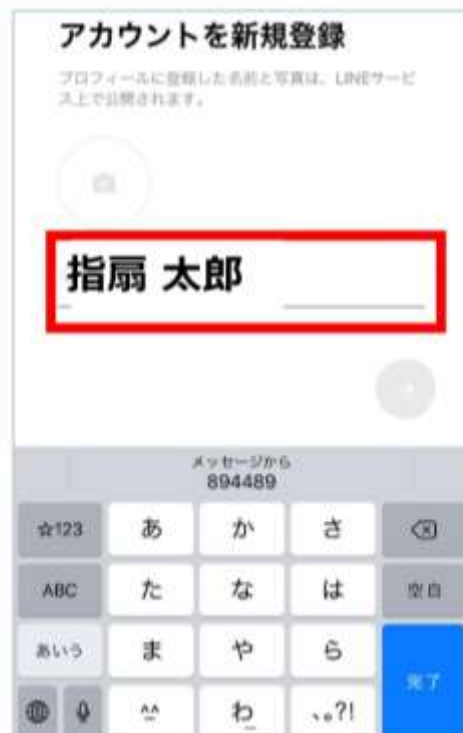 アカウントを新規登録
プロフィールに登録した名前と写真は、LINEサービ
ス上で公開されます。
指扇 太郎
メッセージから
894489
☆123 あ か さ
ABC た な は 空白
あいう ま や ら
完了
^^ わ_ 、。?!